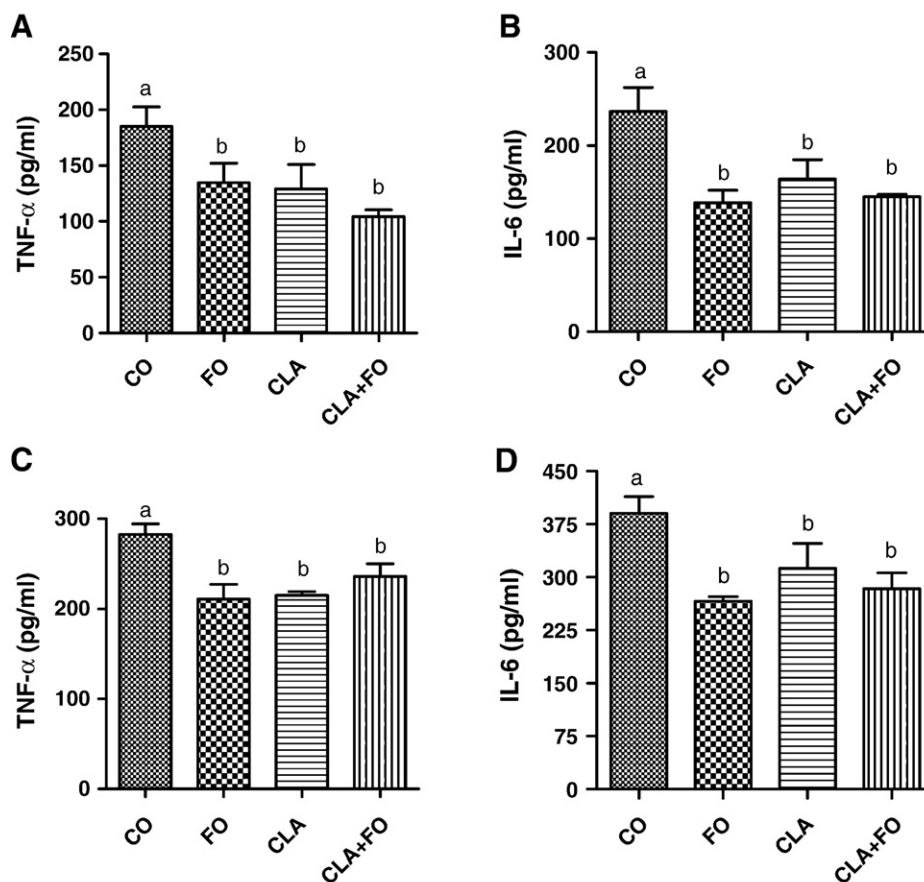 A
TNF-α (pg/ml)
250
200
150
100
50
0
a
b
b
b
CO
FO
CLA
CLA+FO
B
IL-6 (pg/ml)
300
200
100
0
a
b
b
b
CO
FO
CLA
CLA+FO
C
TNF-α (pg/ml)
300
200
100
0
a
b
b
b
CO
FO
CLA
CLA+FO
D
IL-6 (pg/ml)
450
375
300
225
150
75
0
a
b
b
b
CO
FO
CLA
CLA+FO